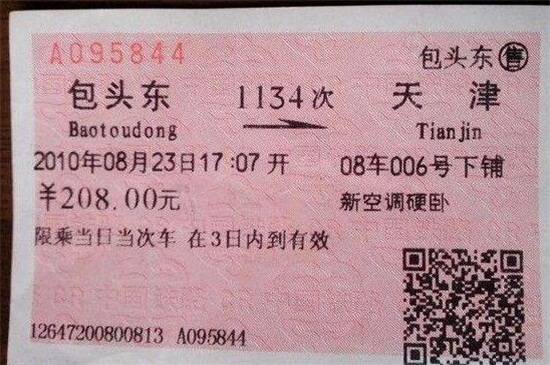 A095844
包头东 售
包头东 1134次 天津
Baotoudong Tianjin
2010年08月23日17:07开 08车006号下铺
¥208.00元 新空调硬卧
限乘当日当次车 在3日内到有效
12647200800813 A095844